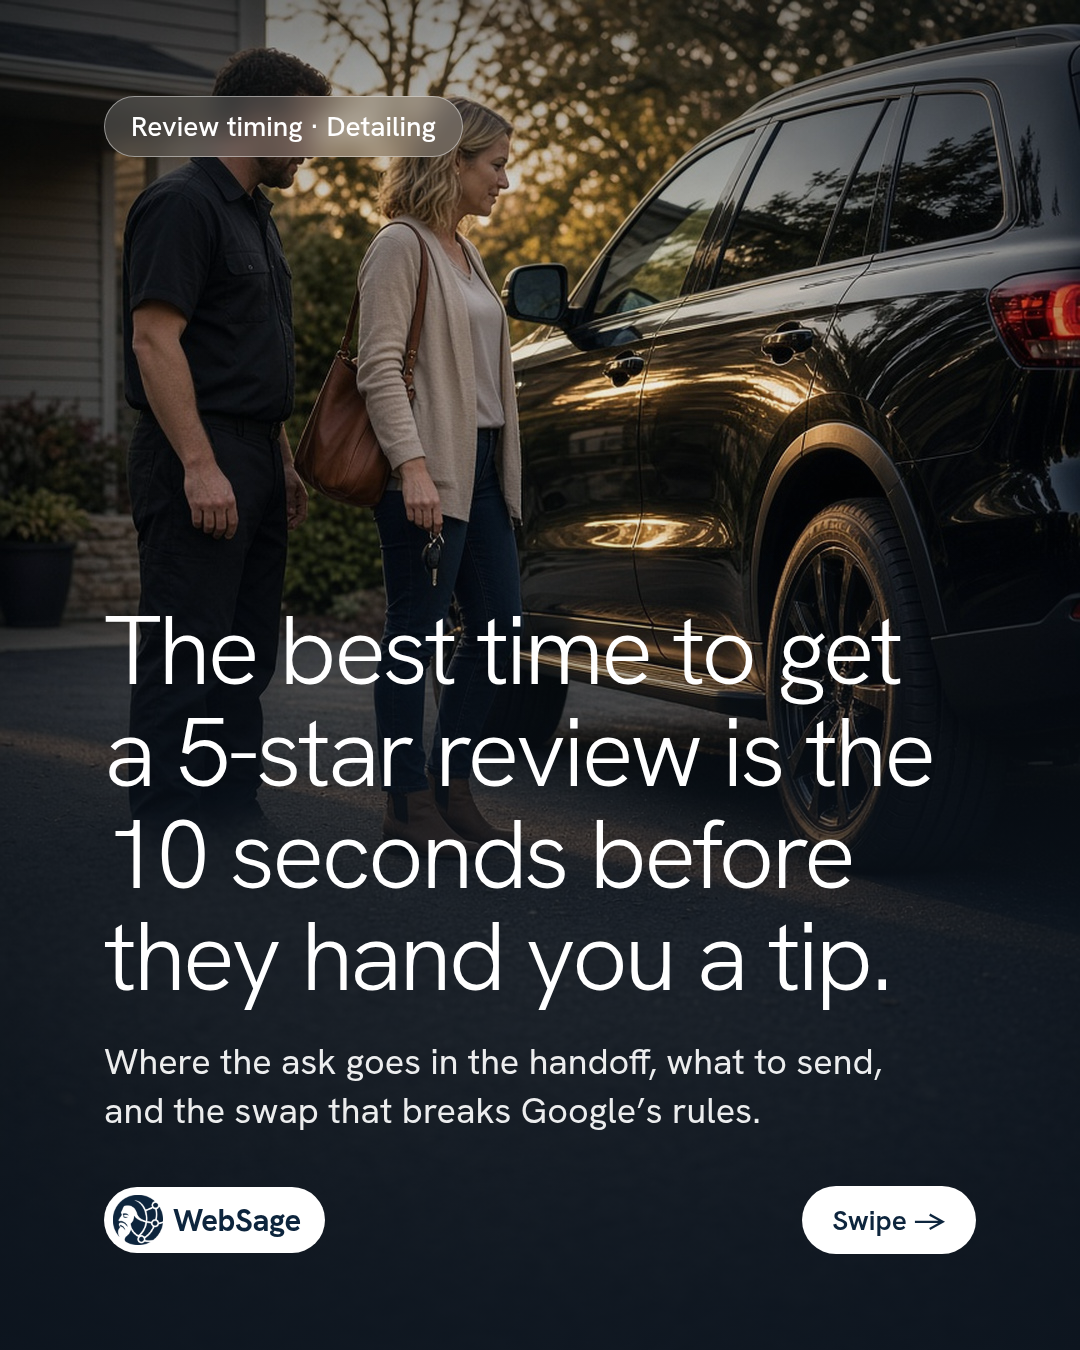 Review timing · Detailing
The best time to get
a 5-star review is the
10 seconds before
they hand you a tip.
Where the ask goes in the handoff, what to send,
and the swap that breaks Google’s rules.
WebSage
Swipe →